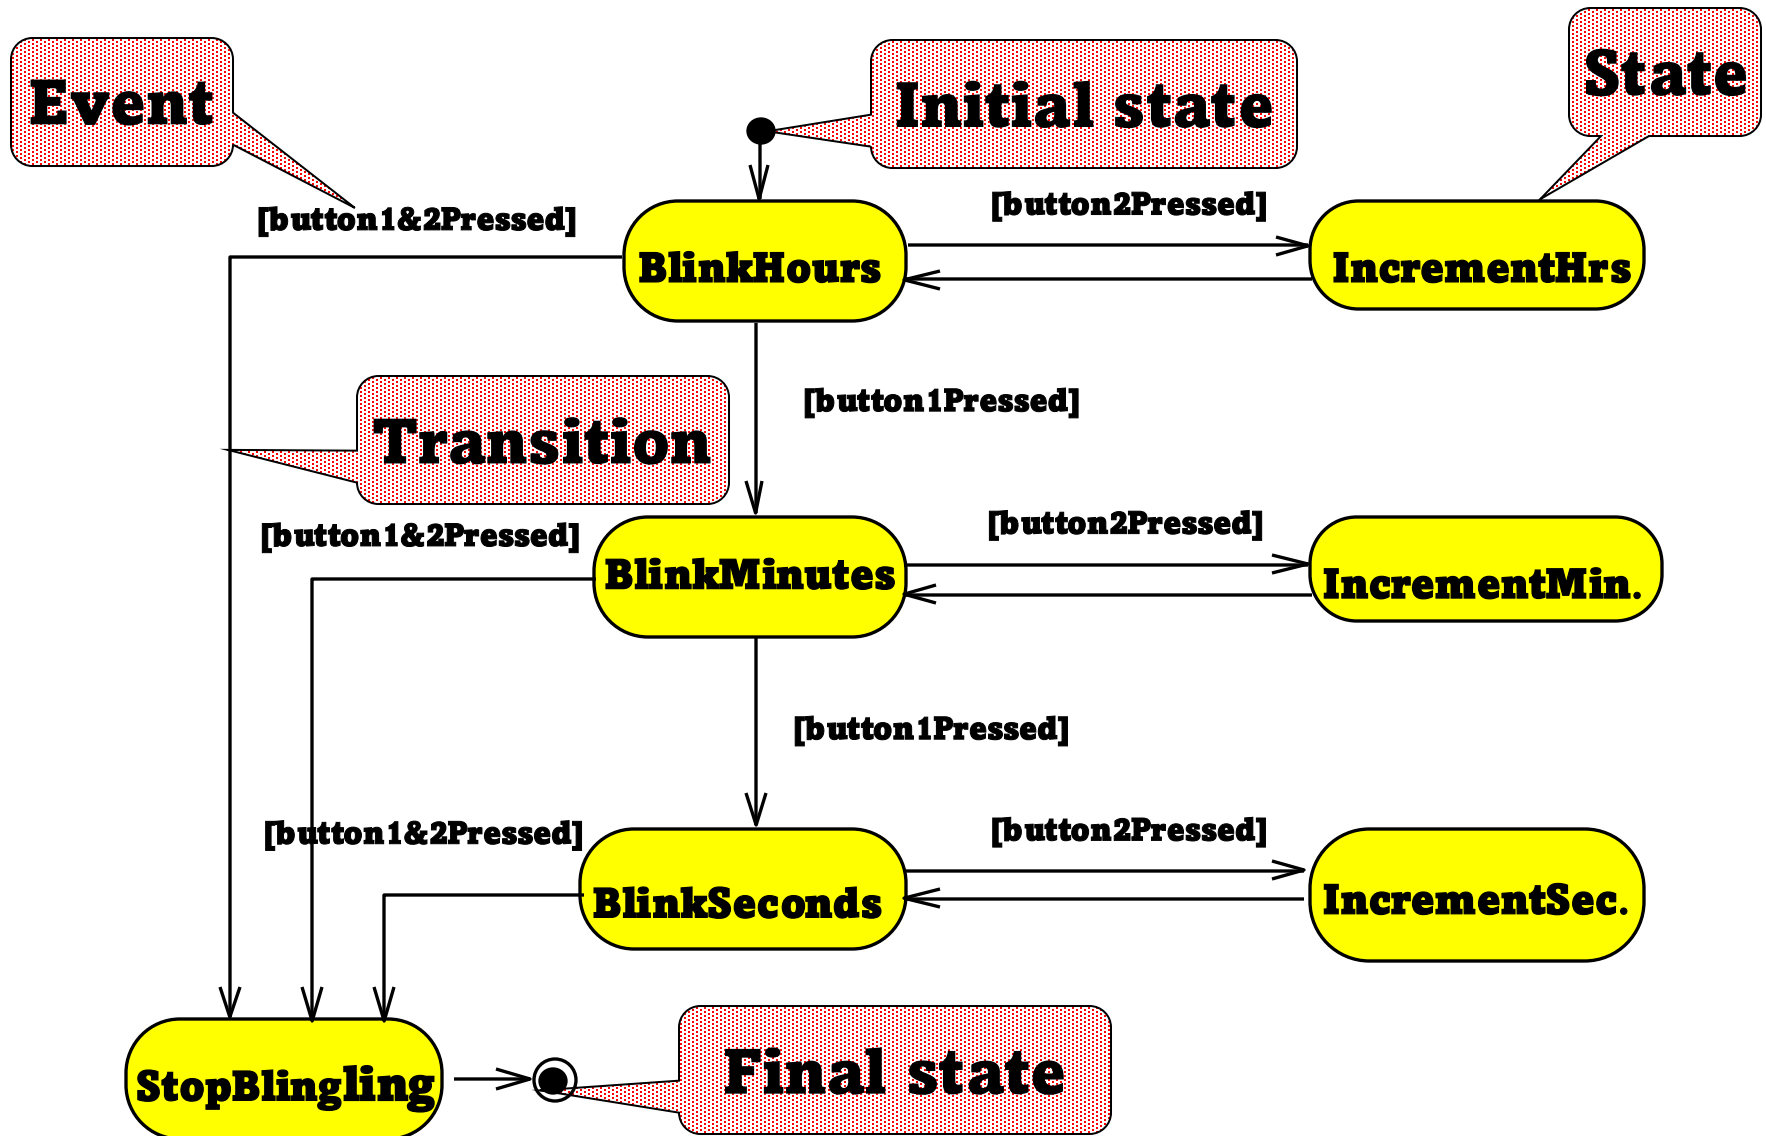 Event
Initial state
State
[button1&2Pressed]
[button2Pressed]
BlinkHours
IncrementHrs
[button1Pressed]
Transition
[button1&2Pressed]
[button2Pressed]
BlinkMinutes
IncrementMin.
[button1Pressed]
[button1&2Pressed]
[button2Pressed]
BlinkSeconds
IncrementSec.
StopBlingling
Final state